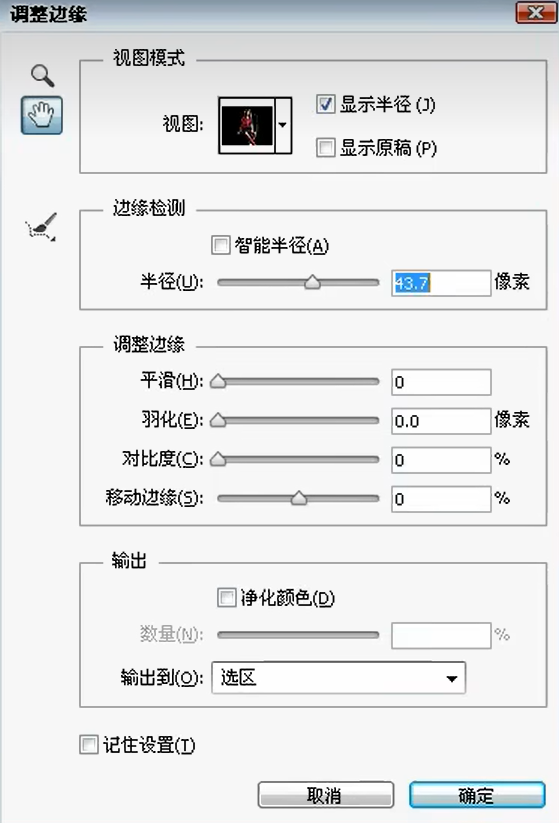 调整边缘
视图模式
视图:
显示半径(J)
显示原稿(P)
边缘检测
智能半径(A)
半径(U): 43.7 像素
调整边缘
平滑(H): 0
羽化(E): 0.0 像素
对比度(C): 0 %
移动边缘(S): 0 %
输出
净化颜色(D)
数量(N): %
输出到(O): 选区
记住设置(T)
取消 确定